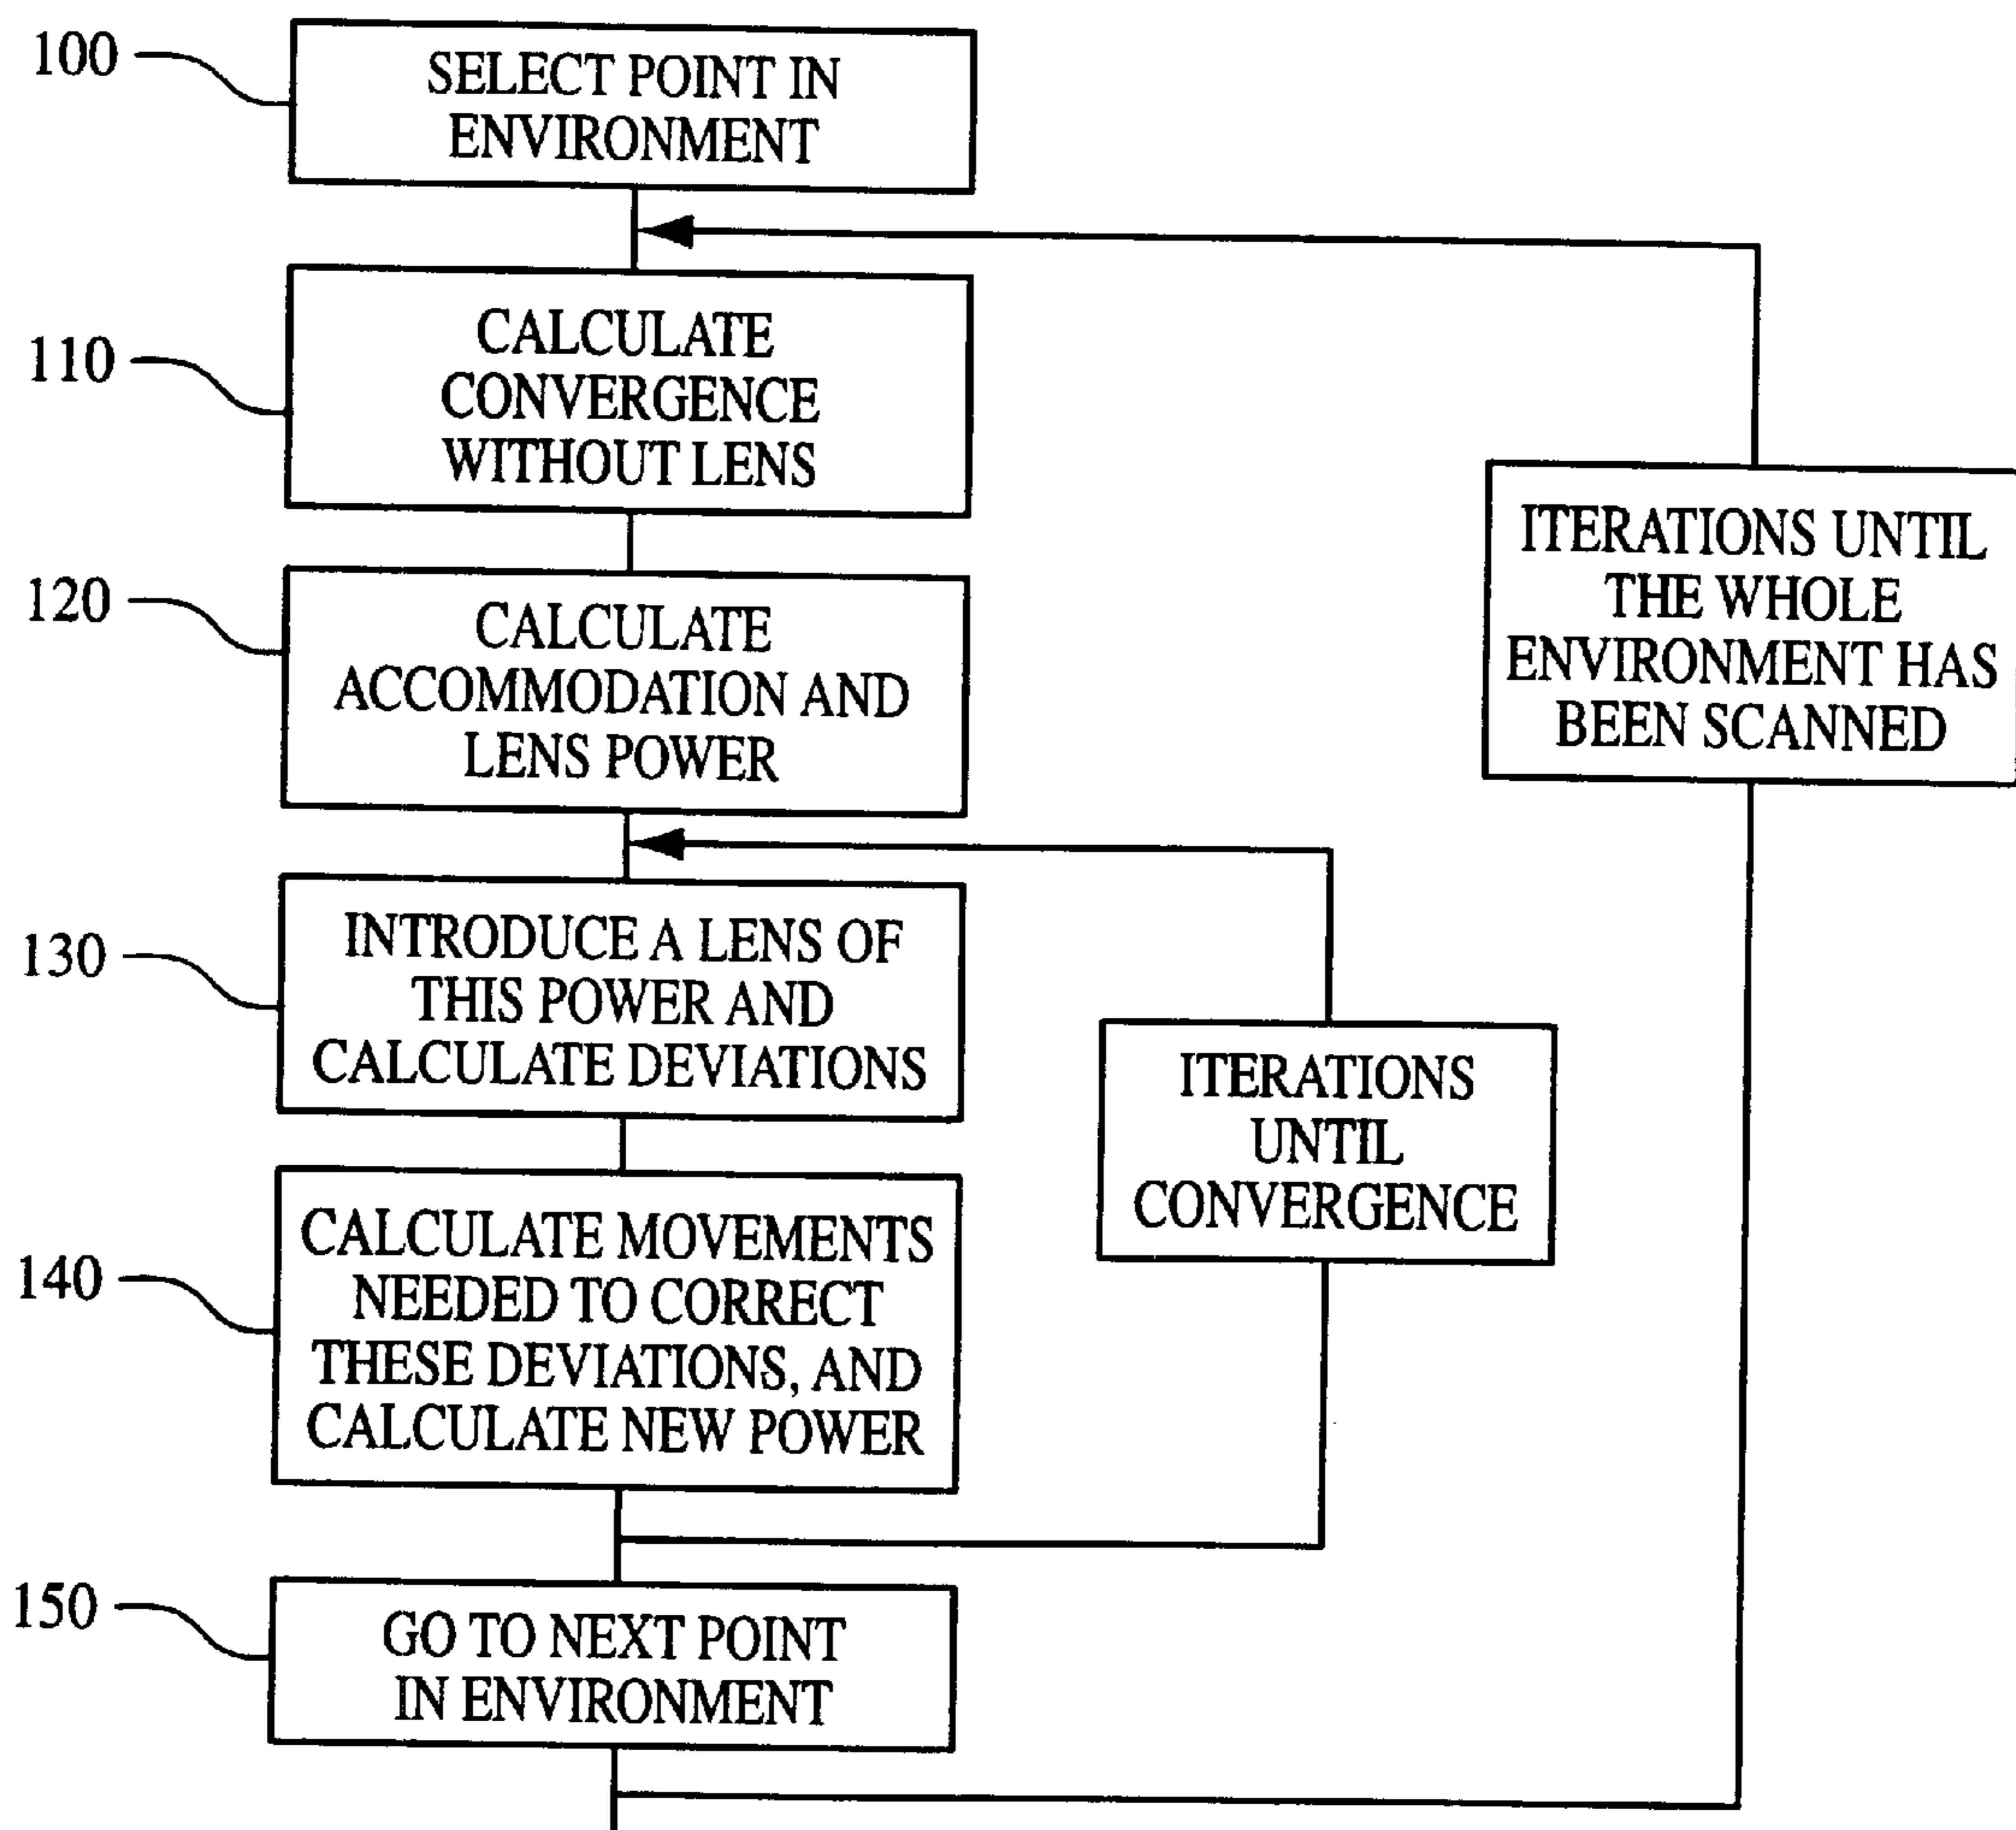 100
SELECT POINT IN
ENVIRONMENT
110
CALCULATE
CONVERGENCE
WITHOUT LENS
120
CALCULATE
ACCOMMODATION AND
LENS POWER
130
INTRODUCE A LENS OF
THIS POWER AND
CALCULATE DEVIATIONS
140
CALCULATE MOVEMENTS
NEEDED TO CORRECT
THESE DEVIATIONS, AND
CALCULATE NEW POWER
150
GO TO NEXT POINT
IN ENVIRONMENT
ITERATIONS
UNTIL
CONVERGENCE
ITERATIONS UNTIL
THE WHOLE
ENVIRONMENT HAS
BEEN SCANNED